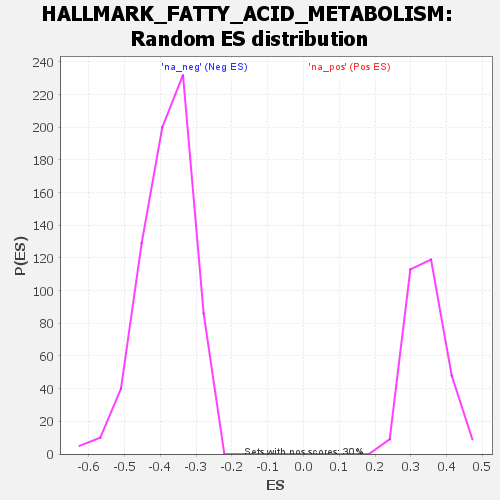 HALLMARK_FATTY_ACID_METABOLISM:
Random ES distribution
'na_neg' (Neg ES) 'na_pos' (Pos ES)
240
220
200
180
160
140
120
100
80
60
40
20
0
P(ES)
Sets with pos scores: 30%
-0.6 -0.5 -0.4 -0.3 -0.2 -0.1 0.0 0.1 0.2 0.3 0.4 0.5
ES